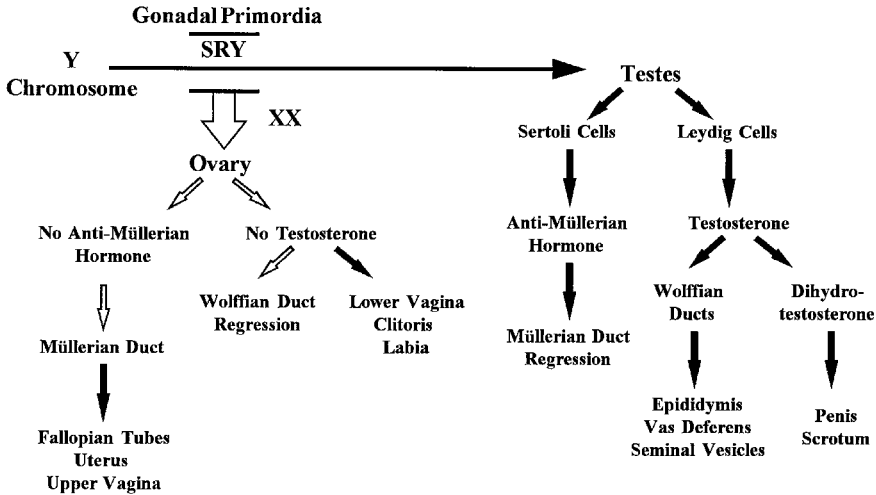 Gonadal Primordia
SRY
Y
Chromosome
Testes
XX
Ovary
Sertoli Cells
Leydig Cells
No Anti-Müllerian
Hormone
No Testosterone
Anti-Müllerian
Hormone
Testosterone
Wolffian Duct
Regression
Lower Vagina
Clitoris
Labia
Wolffian
Ducts
Dihydro-
testosterone
Müllerian Duct
Müllerian Duct
Regression
Fallopian Tubes
Uterus
Upper Vagina
Epididymis
Vas Deferens
Seminal Vesicles
Penis
Scrotum